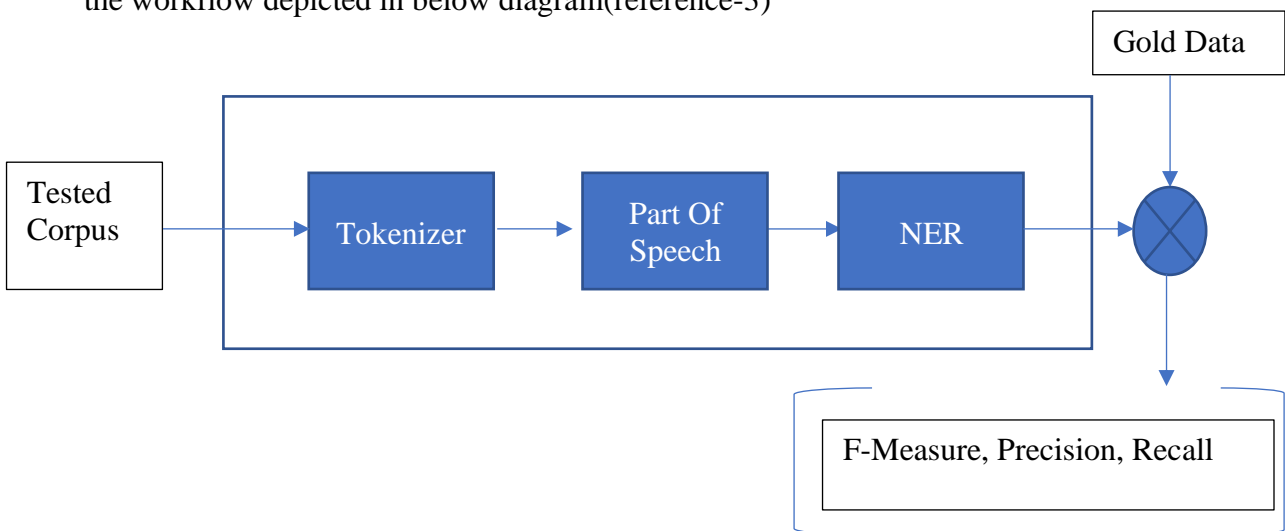 the workflow depicted in below diagram(reference-3)
Gold Data
Tested
Corpus
Tokenizer
Part Of
Speech
NER
F-Measure, Precision, Recall